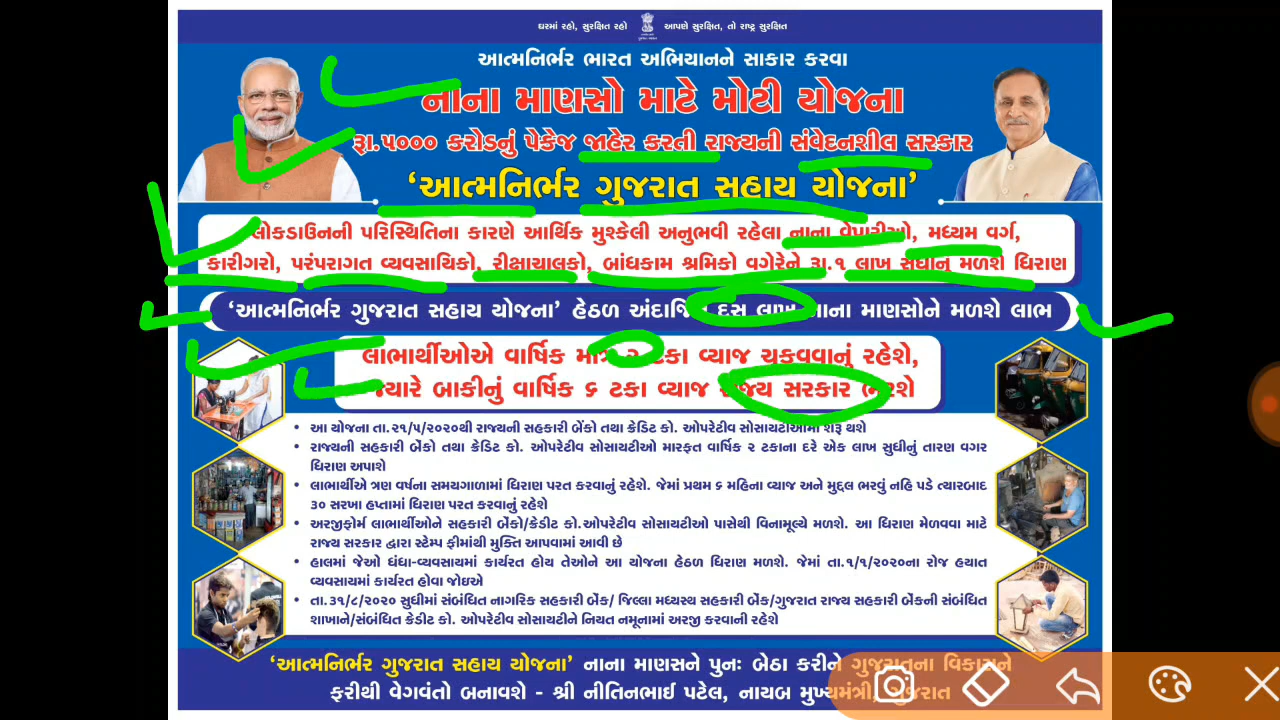 ઘરમાં રહો, સુરક્ષિત રહો આપણે સુરક્ષિત, તો રાષ્ટ્ર સુરક્ષિત
આત્મનિર્ભર ભારત અભિયાનને સાકાર કરવા
નાના માણસો માટે મોટી યોજના
રૂા.૫૦૦૦ કરોડનું પેકેજ જાહેર કરતી રાજ્યની સંવેદનશીલ સરકાર
‘આત્મનિર્ભર ગુજરાત સહાય યોજના’
લોકડાઉનની પરિસ્થિતિના કારણે આર્થિક મુશ્કેલી અનુભવી રહેલા નાના વેપારીઓ, મધ્યમ વર્ગ,
કારીગરો, પરંપરાગત વ્યવસાયિકો, રીક્ષાચાલકો, બાંધકામ શ્રમિકો વગેરેને રૂા.૧ લાખ સુધીનું મળશે ધિરાણ
‘આત્મનિર્ભર ગુજરાત સહાય યોજના’ હેઠળ અંદાજિત દસ લાખ નાના માણસોને મળશે લાભ
લાભાર્થીઓએ વાર્ષિક માત્ર ૨ ટકા વ્યાજ ચૂકવવાનું રહેશે,
જ્યારે બાકીનું વાર્ષિક ૬ ટકા વ્યાજ રાજ્ય સરકાર ભરશે
• આ યોજના તા.૨૧/૫/૨૦૨૦થી રાજ્યની સહકારી બેંકો તથા ક્રેડિટ કો. ઓપરેટીવ સોસાયટીઓમાં શરૂ થશે
• રાજ્યની સહકારી બેંકો તથા ક્રેડિટ કો. ઓપરેટીવ સોસાયટીઓ મારફત વાર્ષિક ૨ ટકાના દરે એક લાખ સુધીનું તારણ વગર
ધિરાણ અપાશે
• લાભાર્થીએ ત્રણ વર્ષના સમયગાળામાં ધિરાણ પરત કરવાનું રહેશે. જેમાં પ્રથમ ૬ મહિના વ્યાજ અને મુદ્દલ ભરવું નહિ પડે ત્યારબાદ
૩૦ સરખા હપ્તામાં ધિરાણ પરત કરવાનું રહેશે
• અરજીફોર્મ લાભાર્થીઓને સહકારી બેંકો/ક્રેડીટ કો.ઓપરેટીવ સોસાયટીઓ પાસેથી વિનામૂલ્યે મળશે. આ ધિરાણ મેળવવા માટે
રાજ્ય સરકાર દ્વારા સ્ટેમ્પ ફીમાંથી મુક્તિ આપવામાં આવી છે
• હાલમાં જેઓ ધંધા-વ્યવસાયમાં કાર્યરત હોય તેઓને આ યોજના હેઠળ ધિરાણ મળશે. જેમાં તા.૧/૧/૨૦૨૦ના રોજ હયાત
વ્યવસાયમાં કાર્યરત હોવા જોઇએ
• તા.૩૧/૮/૨૦૨૦ સુધીમાં સંબંધિત નાગરિક સહકારી બેંક/ જિલ્લા મધ્યસ્થ સહકારી બેંક/ગુજરાત રાજ્ય સહકારી બેંકની સંબંધિત
શાખાને/સંબંધિત ક્રેડીટ કો. ઓપરેટીવ સોસાયટીને નિયત નમૂનામાં અરજી કરવાની રહેશે
‘આત્મનિર્ભર ગુજરાત સહાય યોજના’ નાના માણસને પુનઃ બેઠા કરીને ગુજરાતના વિકાસને
ફરીથી વેગવંતો બનાવશે - શ્રી નીતિનભાઈ પટેલ, નાયબ મુખ્યમંત્રી, ગુજરાત